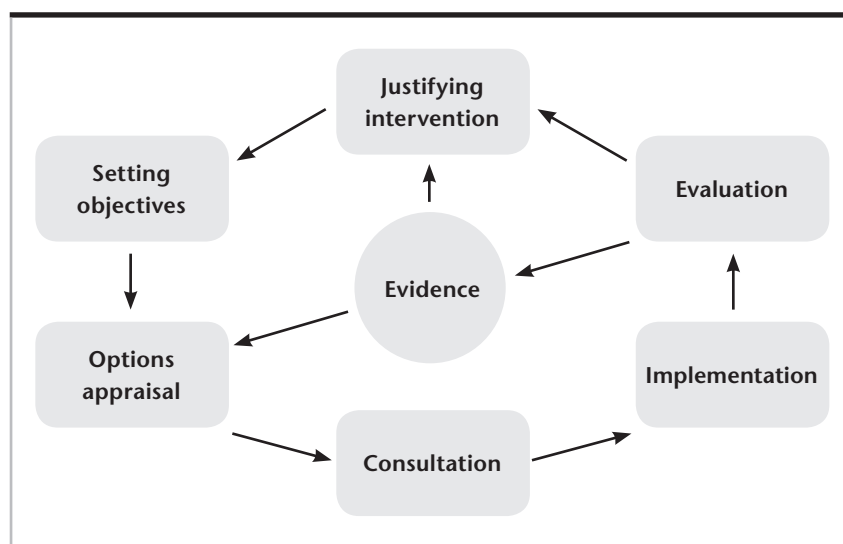 Justifying
intervention
Setting
objectives
Evaluation
Evidence
Options
appraisal
Implementation
Consultation